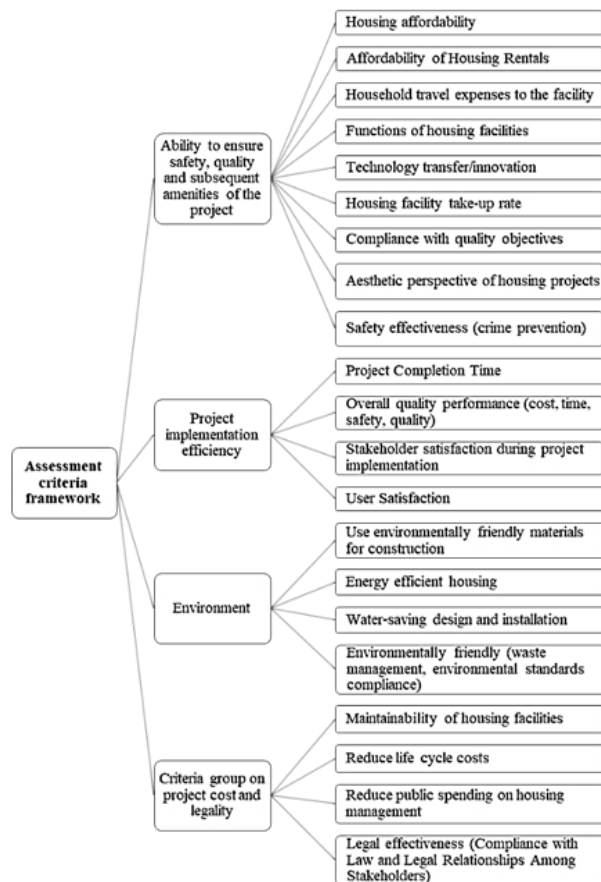 Assessment
criteria
framework
Ability to ensure
safety, quality
and subsequent
amenities of the
project
Housing affordability
Affordability of Housing Rentals
Household travel expenses to the facility
Functions of housing facilities
Technology transfer/innovation
Housing facility take-up rate
Compliance with quality objectives
Aesthetic perspective of housing projects
Safety effectiveness (crime prevention)
Project
implementation
efficiency
Project Completion Time
Overall quality performance (cost, time,
safety, quality)
Stakeholder satisfaction during project
implementation
User Satisfaction
Environment
Use environmentally friendly materials
for construction
Energy efficient housing
Water-saving design and installation
Environmentally friendly (waste
management, environmental standards
compliance)
Criteria group on
project cost and
legality
Maintainability of housing facilities
Reduce life cycle costs
Reduce public spending on housing
management
Legal effectiveness (Compliance with
Law and Legal Relationships Among
Stakeholders)